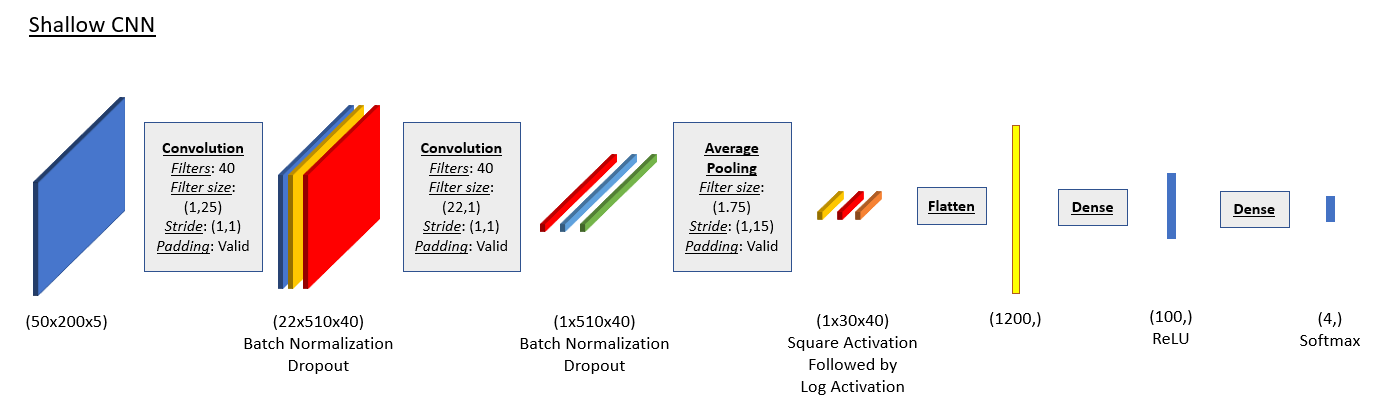 Shallow CNN
Convolution
Filters: 40
Filter size:
(1,25)
Stride: (1,1)
Padding: Valid
Convolution
Filters: 40
Filter size:
(22,1)
Stride: (1,1)
Padding: Valid
Average
Pooling
Filter size:
(1.75)
Stride: (1,15)
Padding: Valid
Flatten
Dense
Dense
(50x200x5)
(22x510x40)
Batch Normalization
Dropout
(1x510x40)
Batch Normalization
Dropout
(1x30x40)
Square Activation
Followed by
Log Activation
(1200,)
(100,)
ReLU
(4,)
Softmax